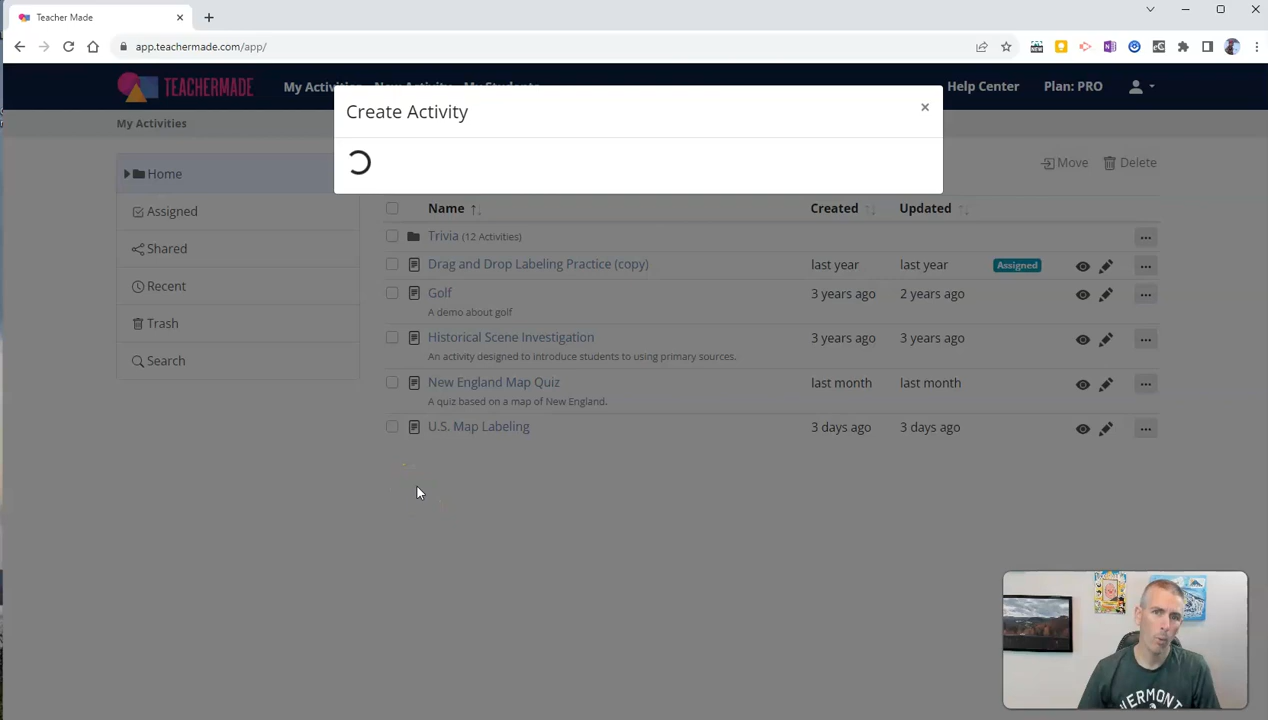 Teacher Made
app.teachermade.com/app/
TEACHERMADE
My Activities New Activity My Students
Help Center
Plan: PRO
Create Activity
My Activities
Home
Assigned
Shared
Recent
Trash
Search
Move
Delete
Name
Created
Updated
Trivia (12 Activities)
Drag and Drop Labeling Practice (copy)
last year
last year
Assigned
Golf
3 years ago
2 years ago
A demo about golf
Historical Scene Investigation
3 years ago
3 years ago
An activity designed to introduce students to using primary sources.
New England Map Quiz
last month
last month
A quiz based on a map of New England.
U.S. Map Labeling
3 days ago
3 days ago